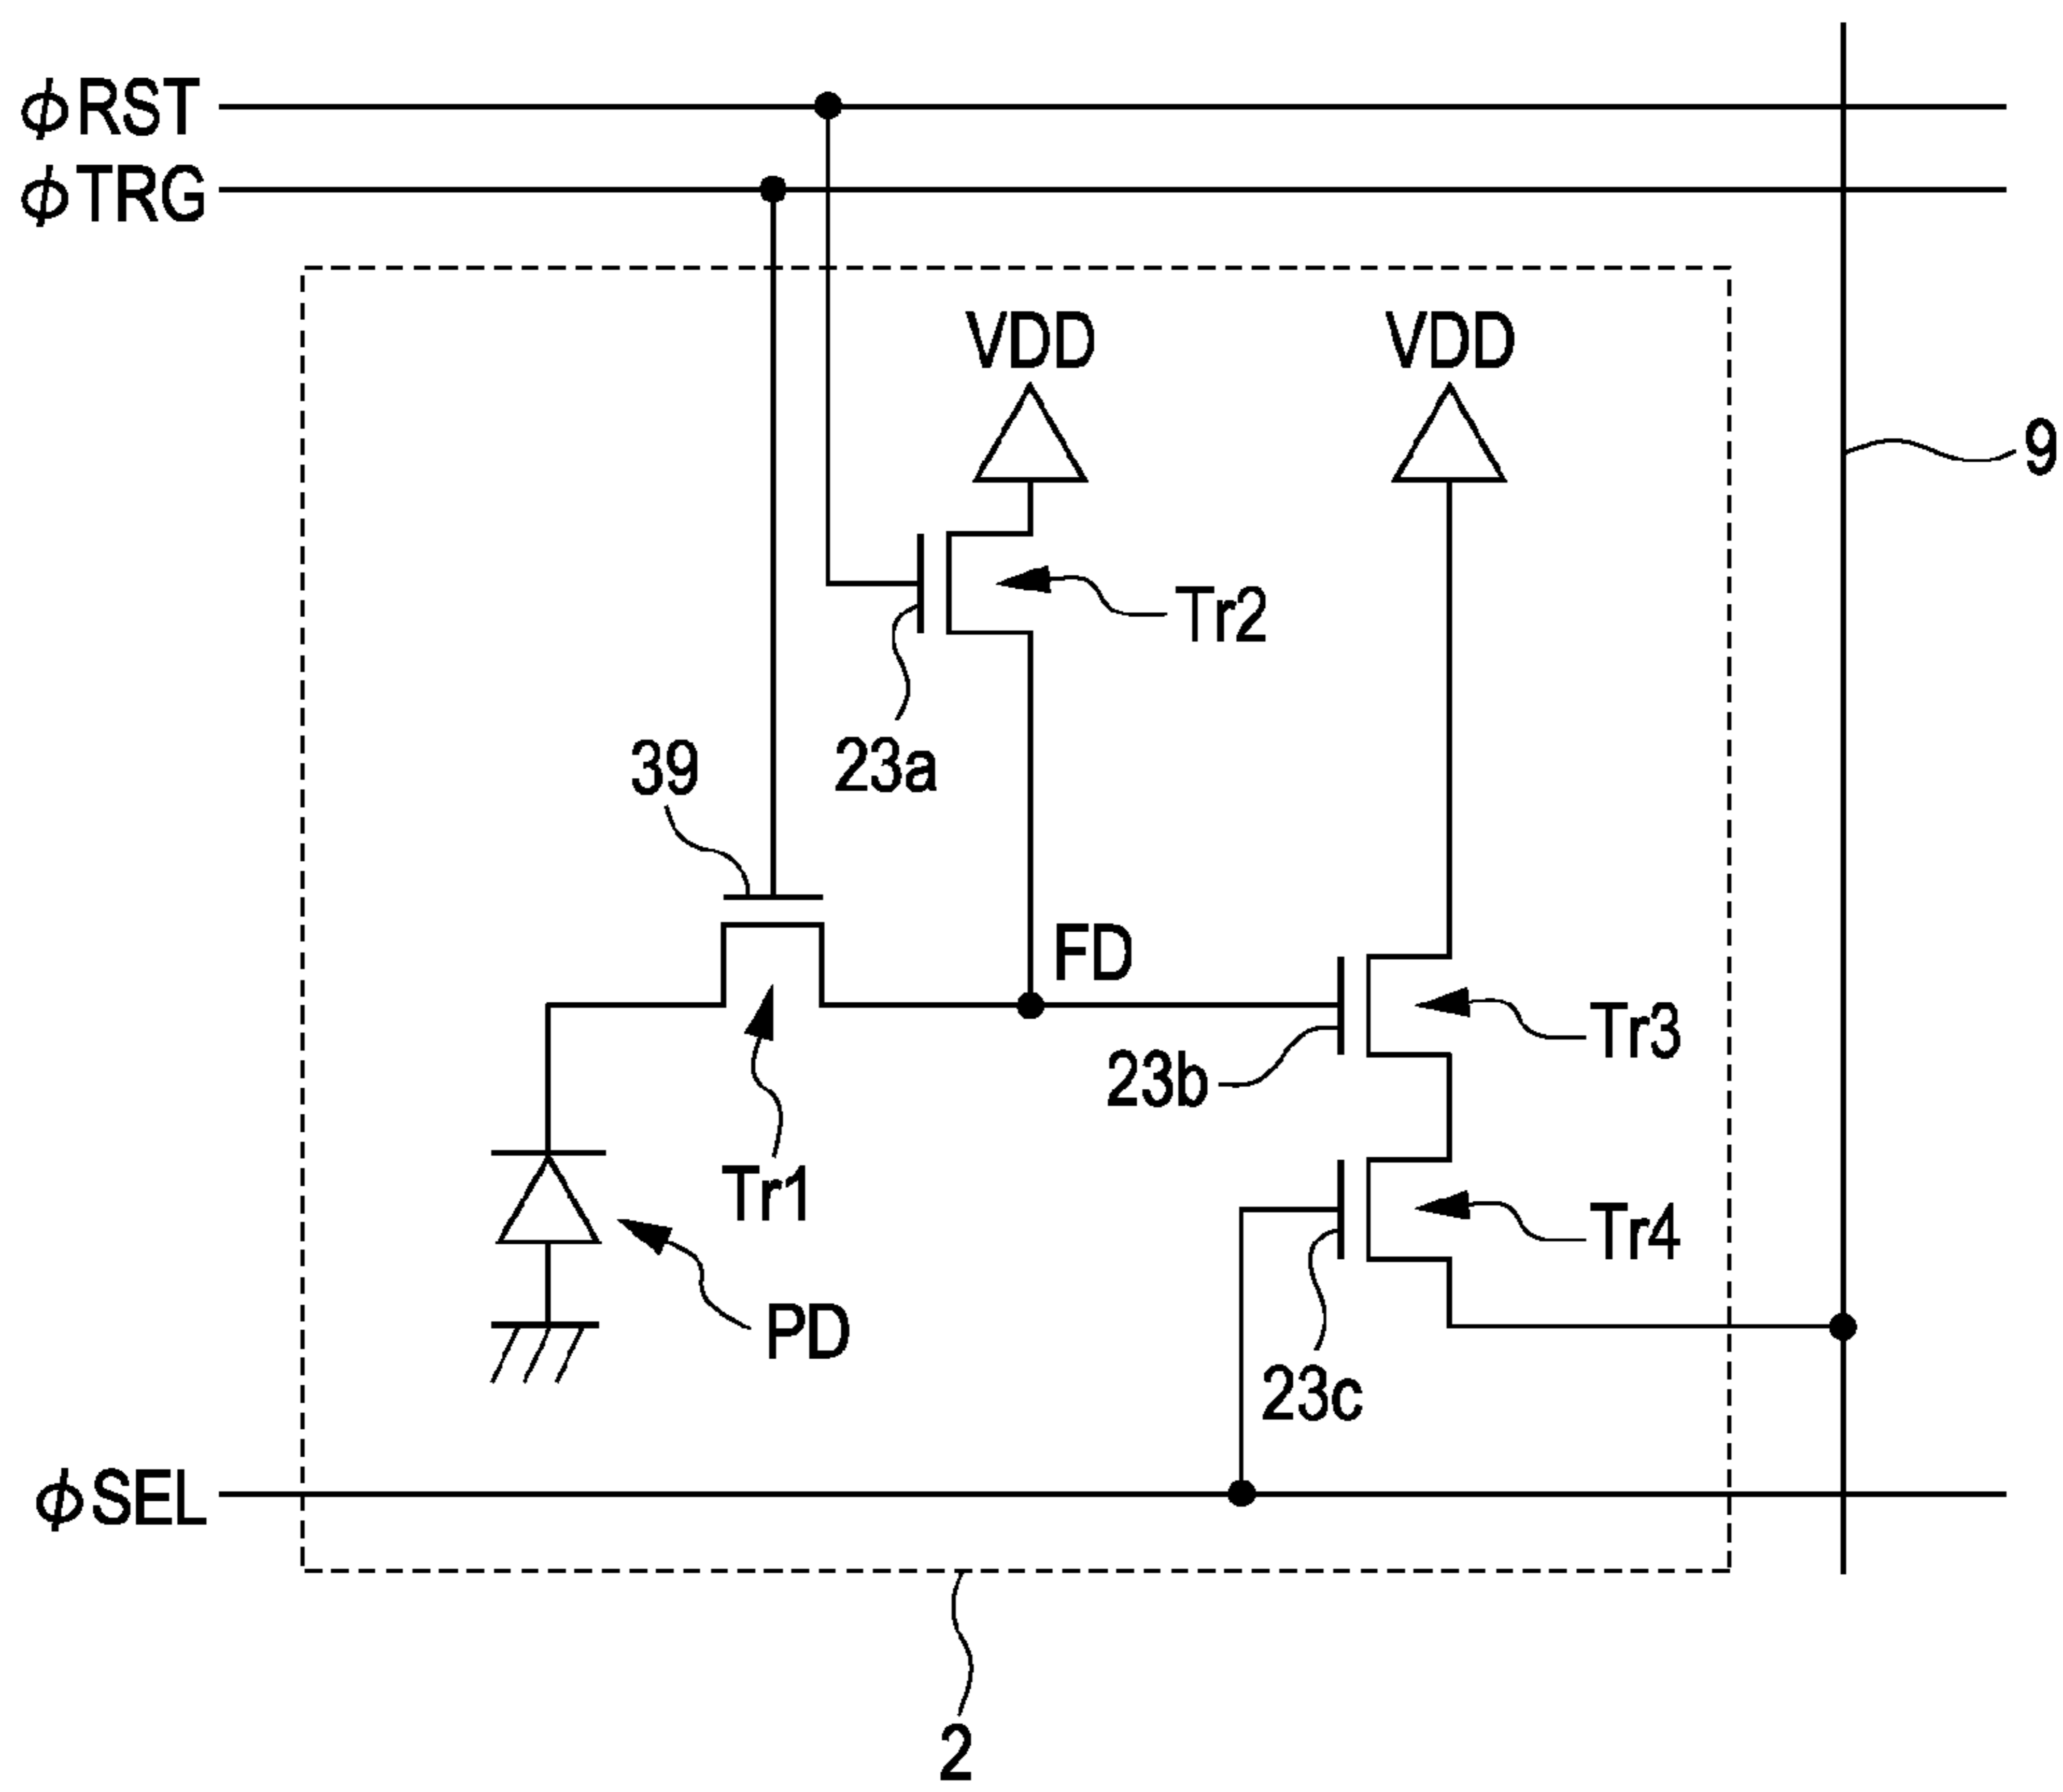 ϕRST
ϕTRG
VDD
VDD
9
Tr2
23a
39
FD
Tr3
23b
Tr1
Tr4
PD
23c
ϕSEL
2